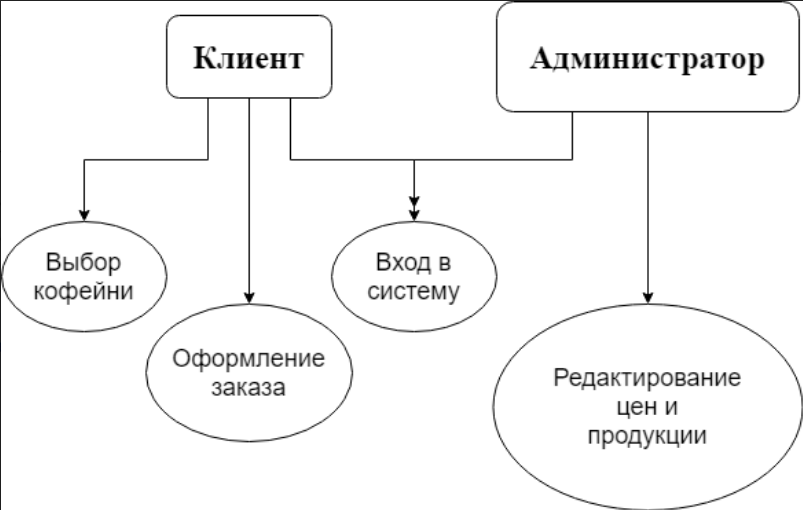 Клиент
Администратор
Выбор
кофейни
Вход в
систему
Оформление
заказа
Редактирование
цен и
продукции